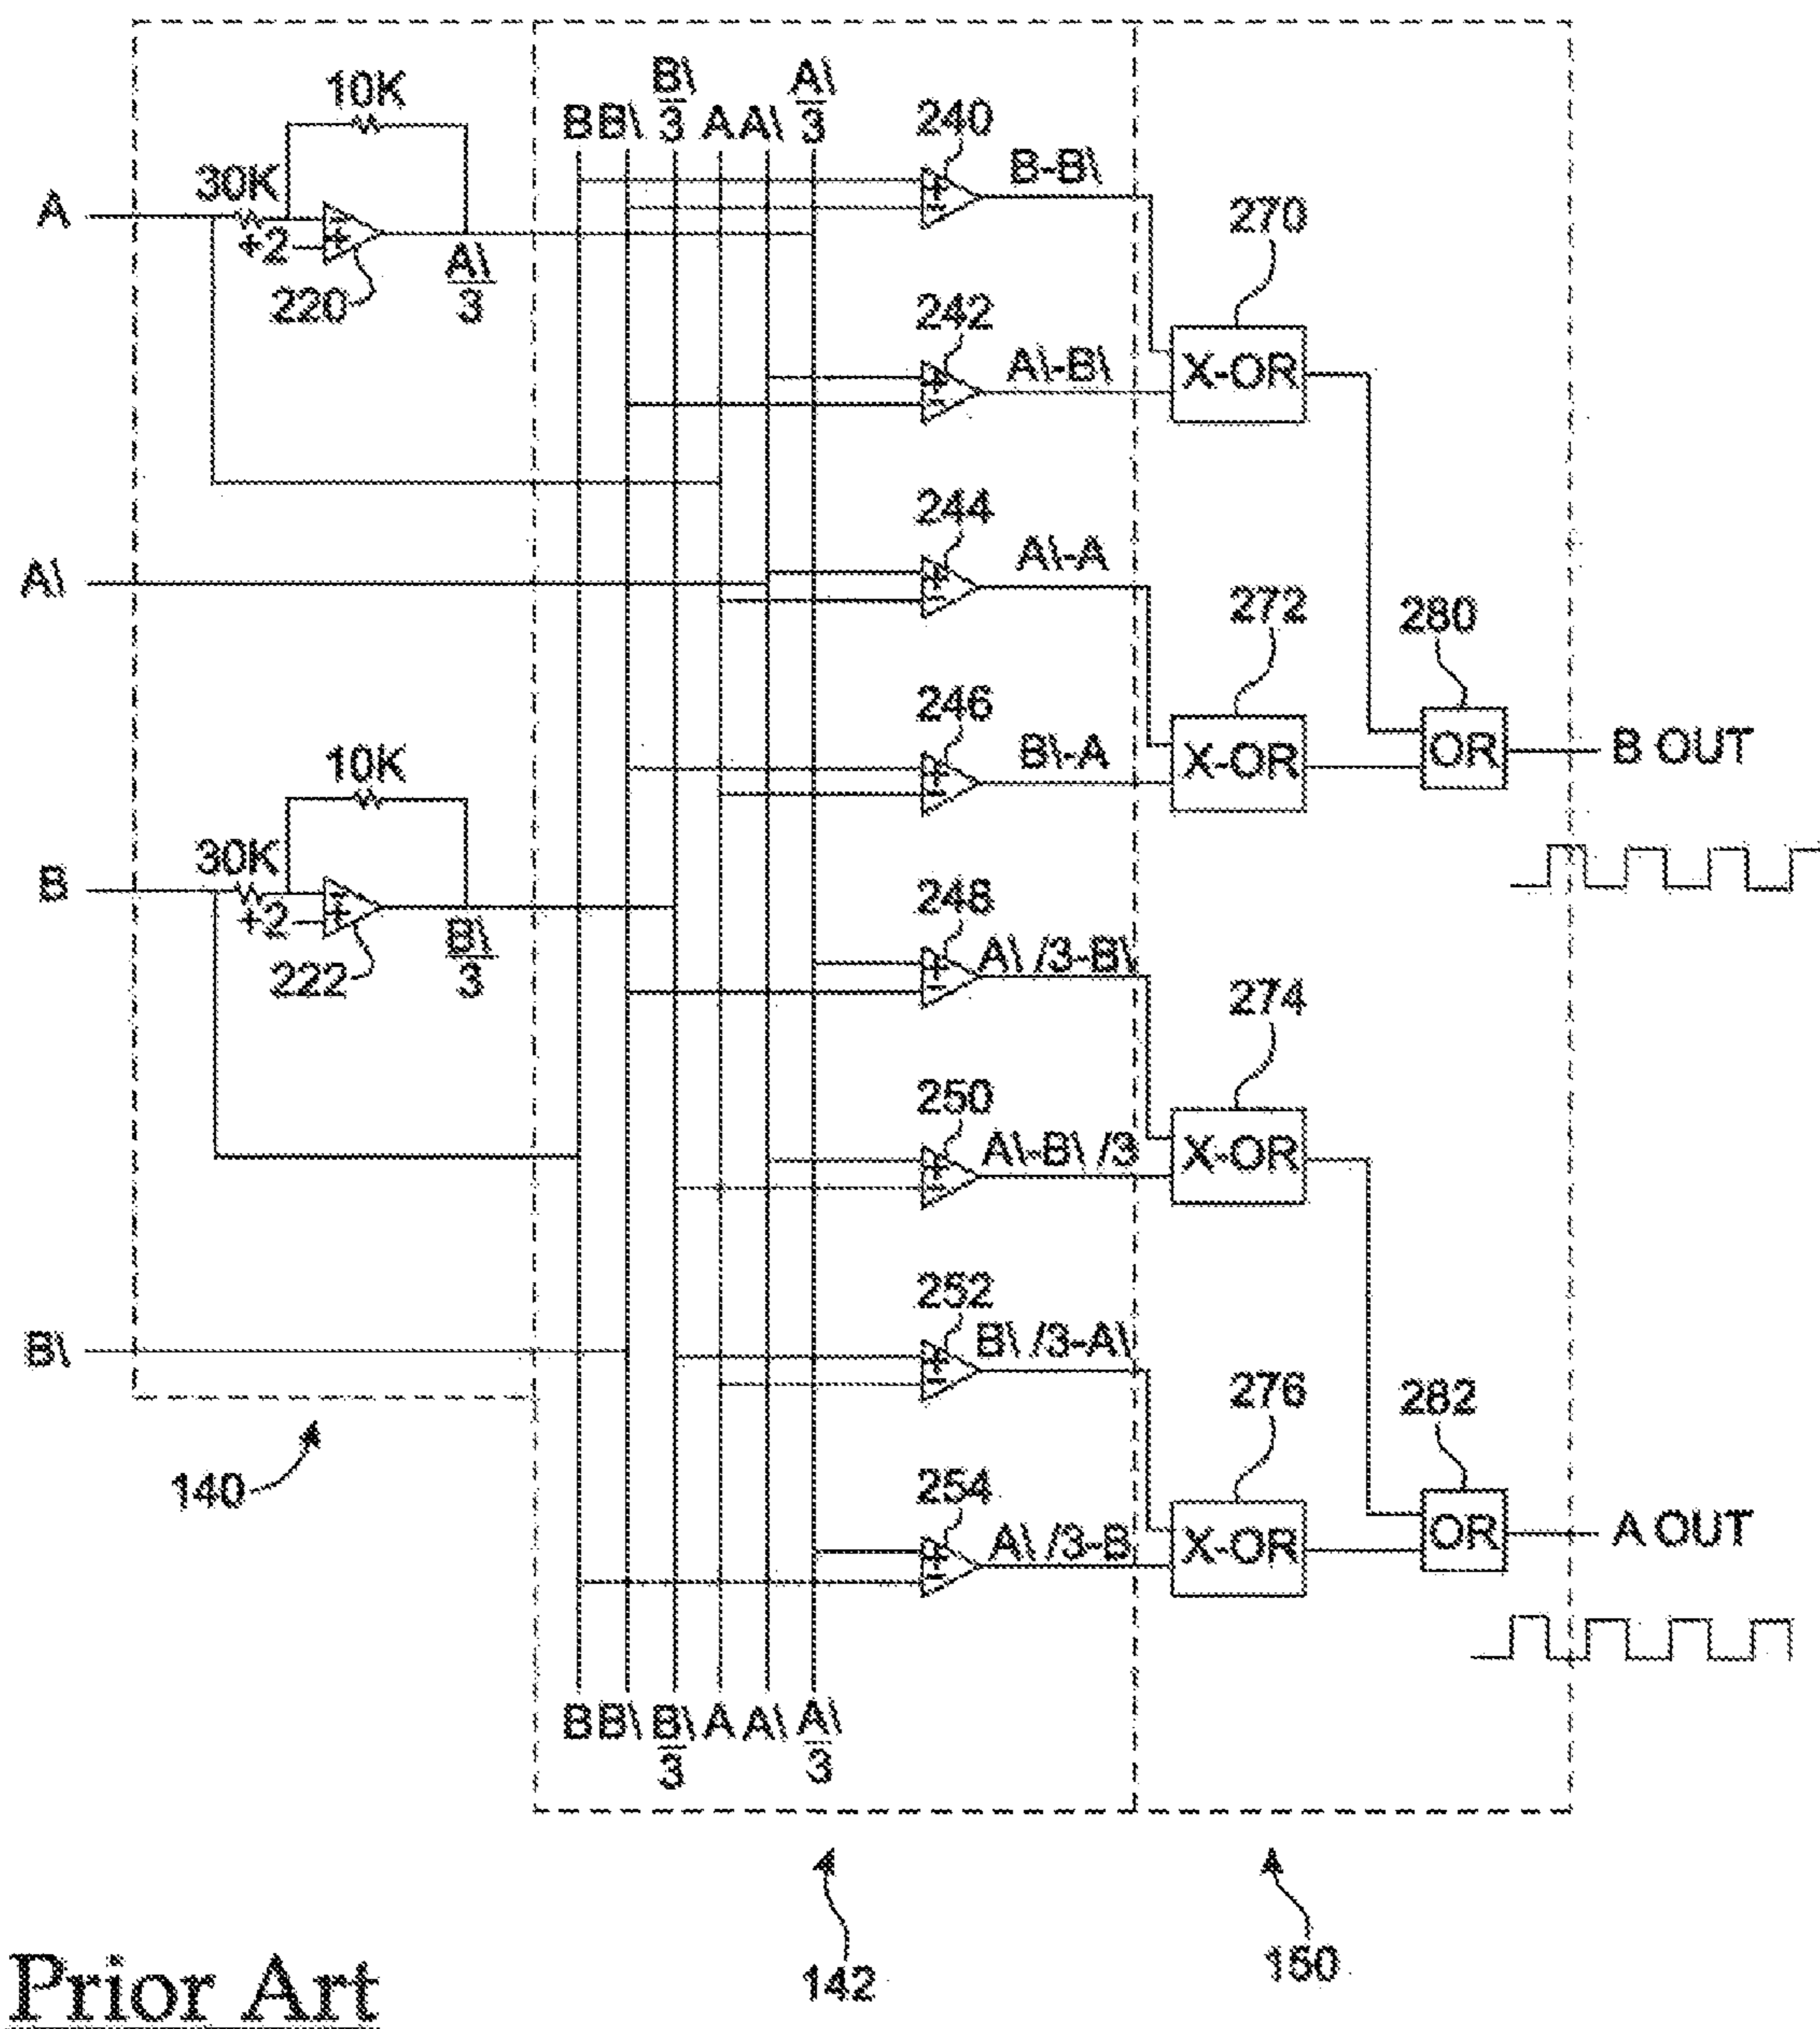 10K
30K
A
+2
220
A\
3
A\
10K
30K
B
+2
222
B\
3
B\
140
B B\ B\ A A\ A\
3 3
240
B-B\
242
A\-B\
244
A\-A
246
B\-A
248
A\ /3-B\
250
A\-B\ /3
252
B\ /3-A\
254
A\ /3-B
B B\ B\ A A\ A\
3 3
270
X-OR
272
X-OR
280
OR
B OUT
274
X-OR
276
X-OR
282
OR
A OUT
142
150
Prior Art